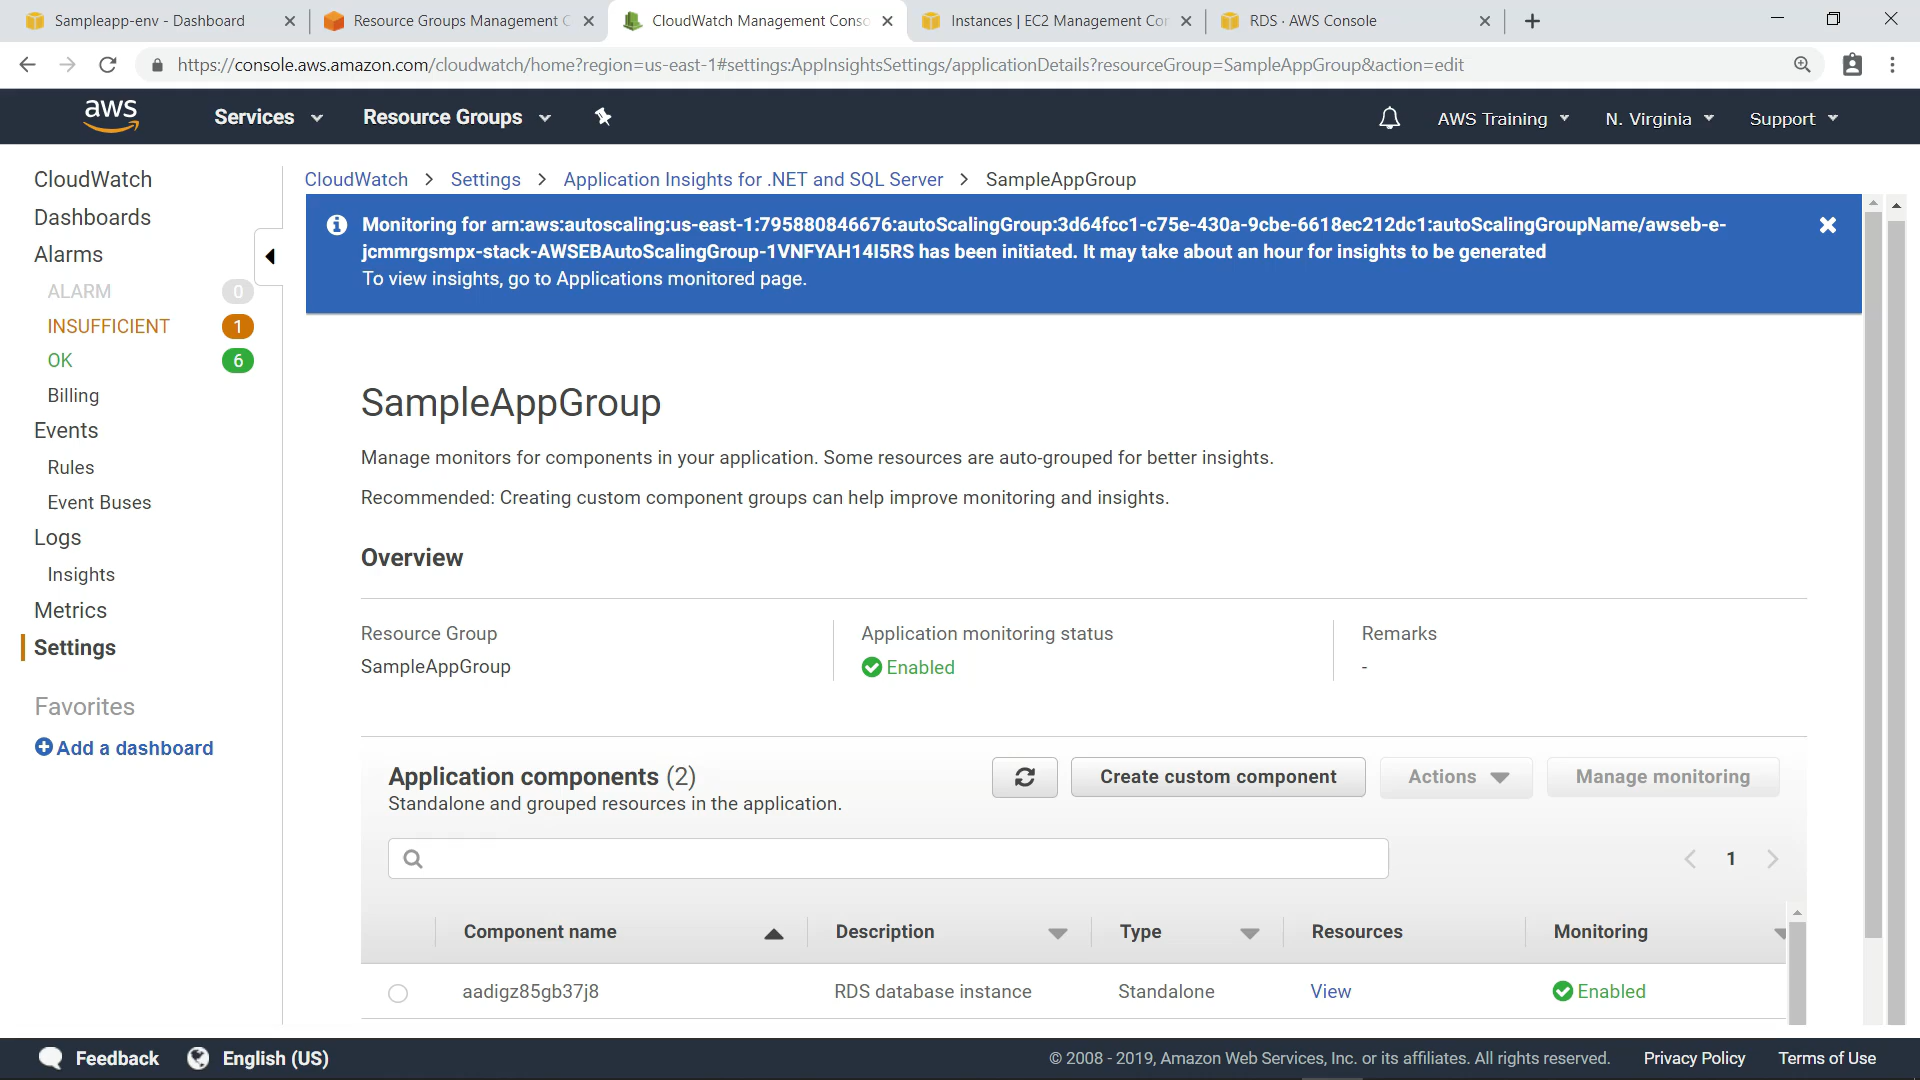 Sampleapp-env - Dashboard
Resource Groups Management C
CloudWatch Management Conso
Instances | EC2 Management Con
RDS · AWS Console
https://console.aws.amazon.com/cloudwatch/home?region=us-east-1#settings:AppInsightsSettings/applicationDetails?resourceGroup=SampleAppGroup&action=edit
aws
Services
Resource Groups
AWS Training
N. Virginia
Support
CloudWatch
Dashboards
Alarms
ALARM 0
INSUFFICIENT 1
OK 6
Billing
Events
Rules
Event Buses
Logs
Insights
Metrics
Settings
Favorites
Add a dashboard
CloudWatch > Settings > Application Insights for .NET and SQL Server > SampleAppGroup
Monitoring for arn:aws:autoscaling:us-east-1:795880846676:autoScalingGroup:3d64fcc1-c75e-430a-9cbe-6618ec212dc1:autoScalingGroupName/awseb-e-
jcmmrgsmpx-stack-AWSEBAutoScalingGroup-1VNFYAH14I5RS has been initiated. It may take about an hour for insights to be generated
To view insights, go to Applications monitored page.
SampleAppGroup
Manage monitors for components in your application. Some resources are auto-grouped for better insights.
Recommended: Creating custom component groups can help improve monitoring and insights.
Overview
Resource Group
SampleAppGroup
Application monitoring status
Enabled
Remarks
-
Application components (2)
Standalone and grouped resources in the application.
Create custom component
Actions
Manage monitoring
1
Component name Description Type Resources Monitoring
aadigz85gb37j8 RDS database instance Standalone View Enabled
Feedback
English (US)
© 2008 - 2019, Amazon Web Services, Inc. or its affiliates. All rights reserved.
Privacy Policy
Terms of Use